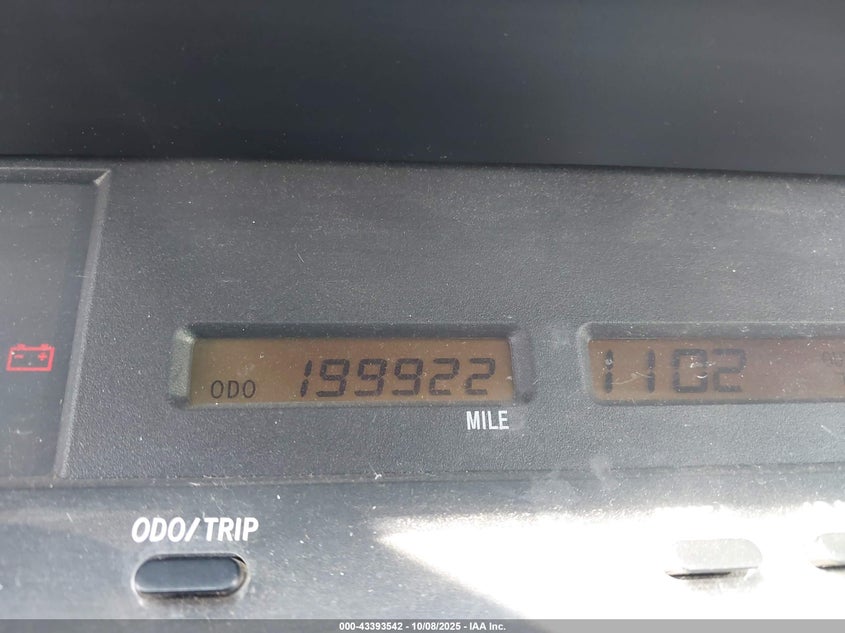 ODO 199922
MILE
1102
ODO/TRIP
000-43393542 - 10/08/2025 - IAA Inc.